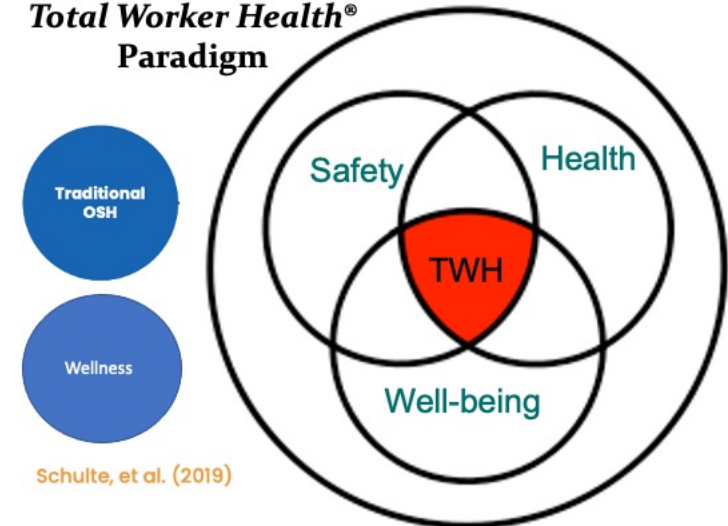 Total Worker Health®
Paradigm
Traditional
OSH
Wellness
Schulte, et al. (2019)
Safety
Health
TWH
Well-being